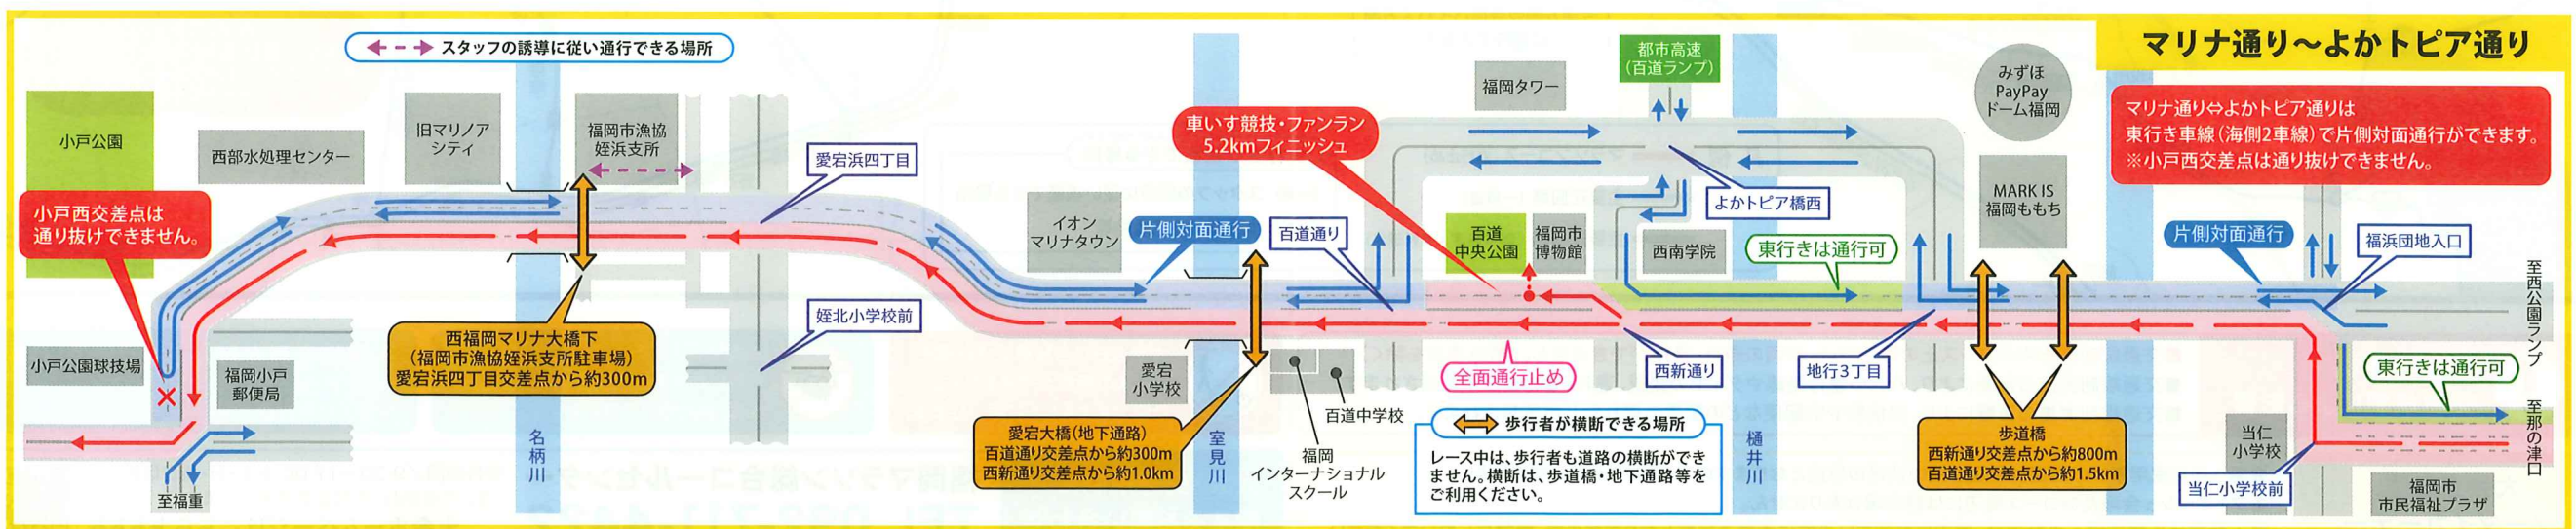 マリナ通り～よかトピア通り
スタッフの誘導に従い通行できる場所
小戸公園
西部水処理センター
旧マリノア
シティ
福岡市漁協
姪浜支所
愛宕浜四丁目
小戸西交差点は
通り抜けできません。
小戸公園球技場
福岡小戸
郵便局
至福重
西福岡マリナ大橋下
(福岡市漁協姪浜支所駐車場)
愛宕浜四丁目交差点から約300m
名柄川
姪北小学校前
イオン
マリナタウン
片側対面通行
百道通り
車いす競技・ファンラン
5.2kmフィニッシュ
愛宕
小学校
愛宕大橋(地下通路)
百道通り交差点から約300m
西新通り交差点から約1.0km
室見川
福岡
インターナショナル
スクール
百道中学校
福岡タワー
都市高速
(百道ランプ)
よかトピア橋西
百道
中央公園
福岡市
博物館
西南学院
東行きは通行可
全面通行止め
西新通り
地行3丁目
歩行者が横断できる場所
レース中は、歩行者も道路の横断ができ
ません。横断は、歩道橋・地下通路等を
ご利用ください。
樋井川
みずほ
PayPay
ドーム福岡
MARK IS
福岡ももち
歩道橋
西新通り交差点から約800m
百道通り交差点から約1.5km
マリナ通り⇔よかトピア通りは
東行き車線(海側2車線)で片側対面通行ができます。
※小戸西交差点は通り抜けできません。
片側対面通行
福浜団地入口
至西公園ランプ
東行きは通行可
至那の津口
当仁
小学校
当仁小学校前
福岡市
市民福祉プラザ